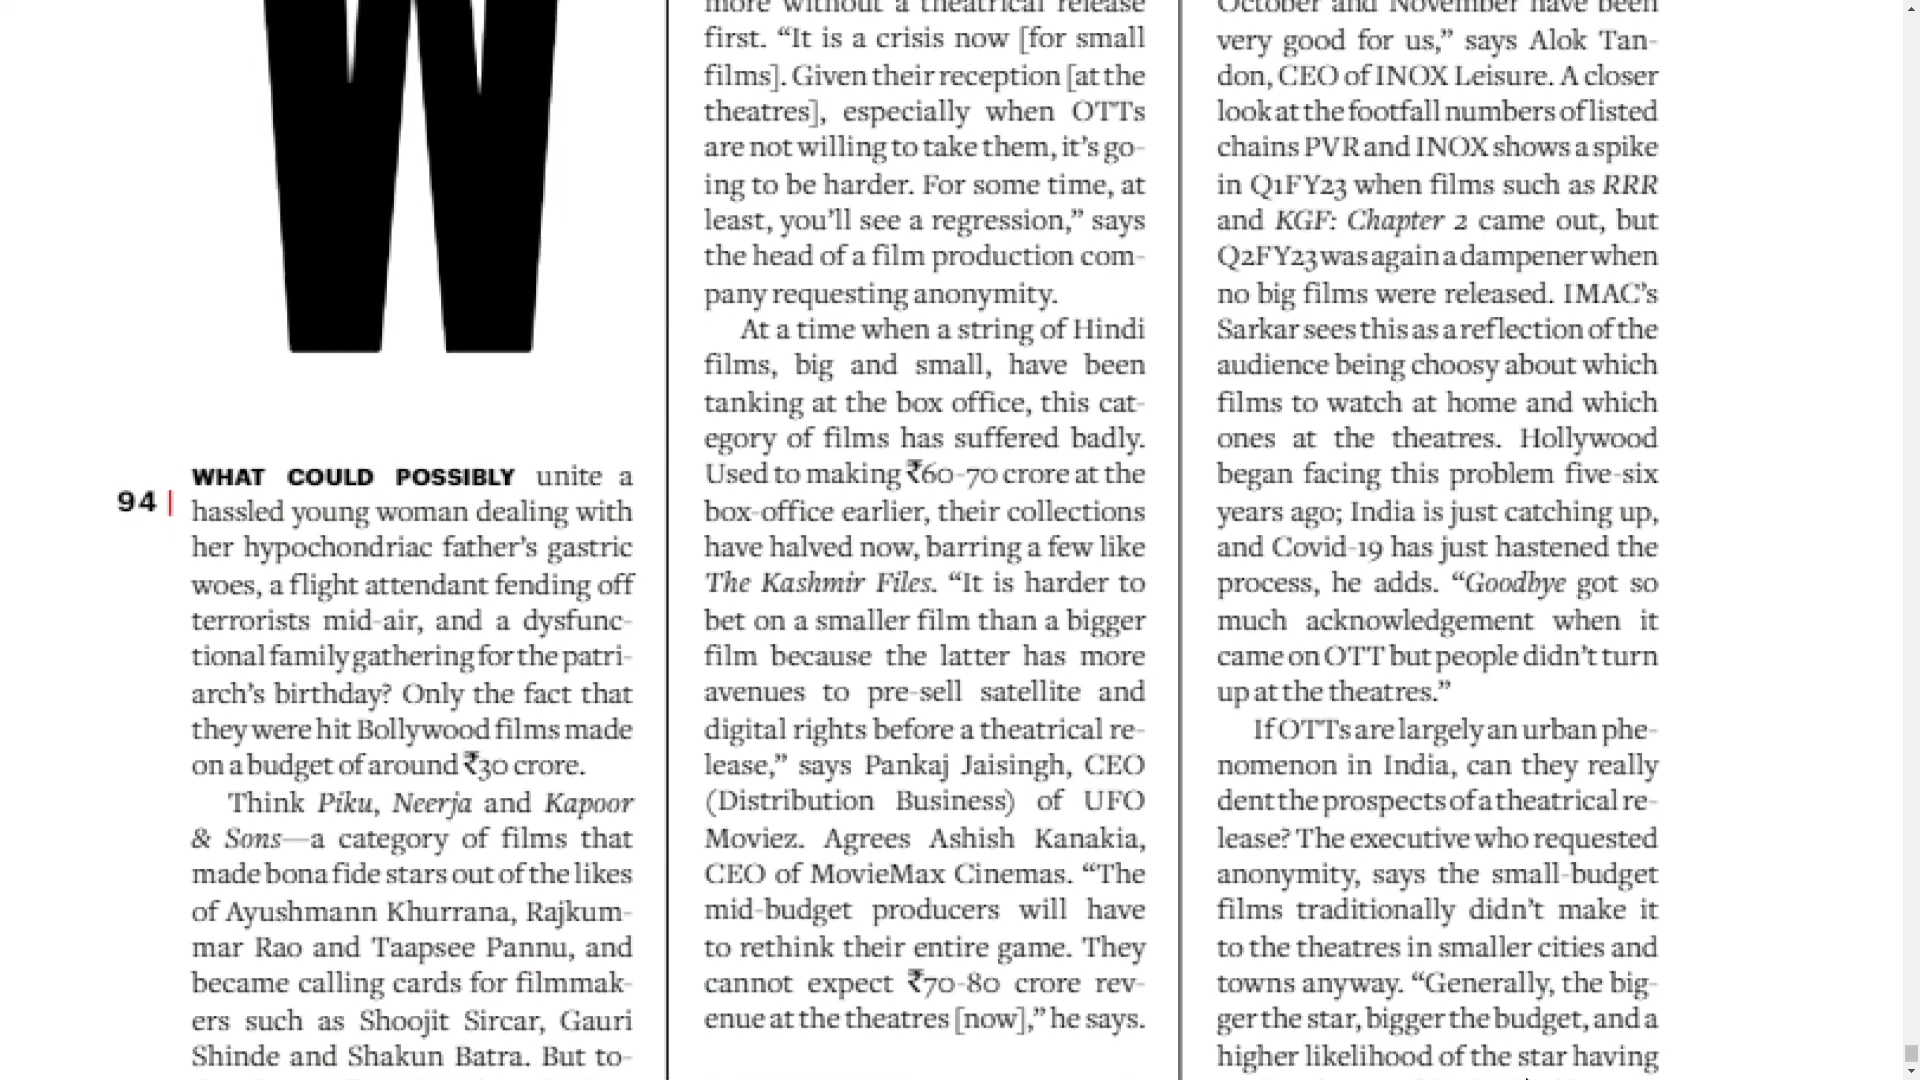 W
WHAT COULD POSSIBLY unite a
94 |
hassled young woman dealing with
her hypochondriac father’s gastric
woes, a flight attendant fending off
terrorists mid-air, and a dysfunc-
tional family gathering for the patri-
arch’s birthday? Only the fact that
they were hit Bollywood films made
on a budget of around ₹30 crore.
Think Piku, Neerja and Kapoor
& Sons—a category of films that
made bona fide stars out of the likes
of Ayushmann Khurrana, Rajkum-
mar Rao and Taapsee Pannu, and
became calling cards for filmmak-
ers such as Shoojit Sircar, Gauri
Shinde and Shakun Batra. But to-
more without a theatrical release
first. “It is a crisis now [for small
films]. Given their reception [at the
theatres], especially when OTTs
are not willing to take them, it’s go-
ing to be harder. For some time, at
least, you’ll see a regression,” says
the head of a film production com-
pany requesting anonymity.
At a time when a string of Hindi
films, big and small, have been
tanking at the box office, this cat-
egory of films has suffered badly.
Used to making ₹60-70 crore at the
box-office earlier, their collections
have halved now, barring a few like
The Kashmir Files. “It is harder to
bet on a smaller film than a bigger
film because the latter has more
avenues to pre-sell satellite and
digital rights before a theatrical re-
lease,” says Pankaj Jaisingh, CEO
(Distribution Business) of UFO
Moviez. Agrees Ashish Kanakia,
CEO of MovieMax Cinemas. “The
mid-budget producers will have
to rethink their entire game. They
cannot expect ₹70-80 crore rev-
enue at the theatres [now],” he says.
October and November have been
very good for us,” says Alok Tan-
don, CEO of INOX Leisure. A closer
look at the footfall numbers of listed
chains PVR and INOX shows a spike
in Q1FY23 when films such as RRR
and KGF: Chapter 2 came out, but
Q2FY23 was again a dampener when
no big films were released. IMAC’s
Sarkar sees this as a reflection of the
audience being choosy about which
films to watch at home and which
ones at the theatres. Hollywood
began facing this problem five-six
years ago; India is just catching up,
and Covid-19 has just hastened the
process, he adds. “Goodbye got so
much acknowledgement when it
came on OTT but people didn’t turn
up at the theatres.”
If OTTs are largely an urban phe-
nomenon in India, can they really
dent the prospects of a theatrical re-
lease? The executive who requested
anonymity, says the small-budget
films traditionally didn’t make it
to the theatres in smaller cities and
towns anyway. “Generally, the big-
ger the star, bigger the budget, and a
higher likelihood of the star having